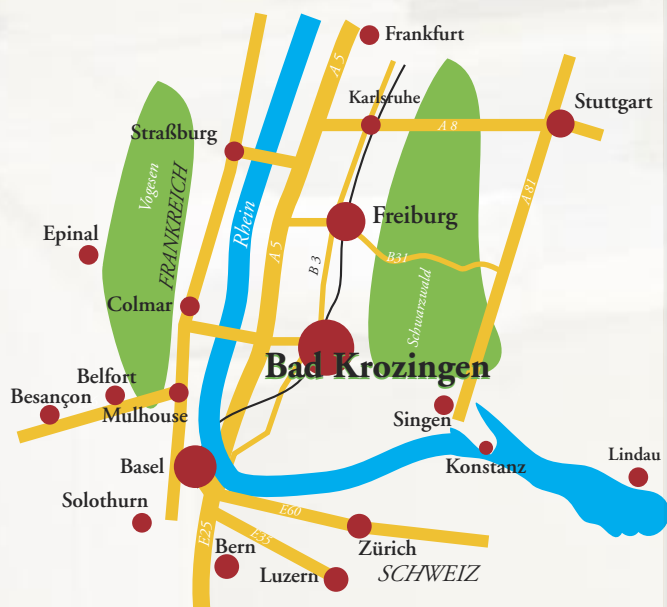 Frankfurt
A 5
Karlsruhe
Stuttgart
A 8
Straßburg
Vogesen
FRANKREICH
A 81
Rhein
Freiburg
Epinal
A 5
B 3
B31
Schwarzwald
Colmar
Bad Krozingen
Belfort
Besançon
Mulhouse
Singen
Basel
Konstanz
Lindau
Solothurn
E60
E25
E35
Bern
Zürich
Luzern
SCHWEIZ